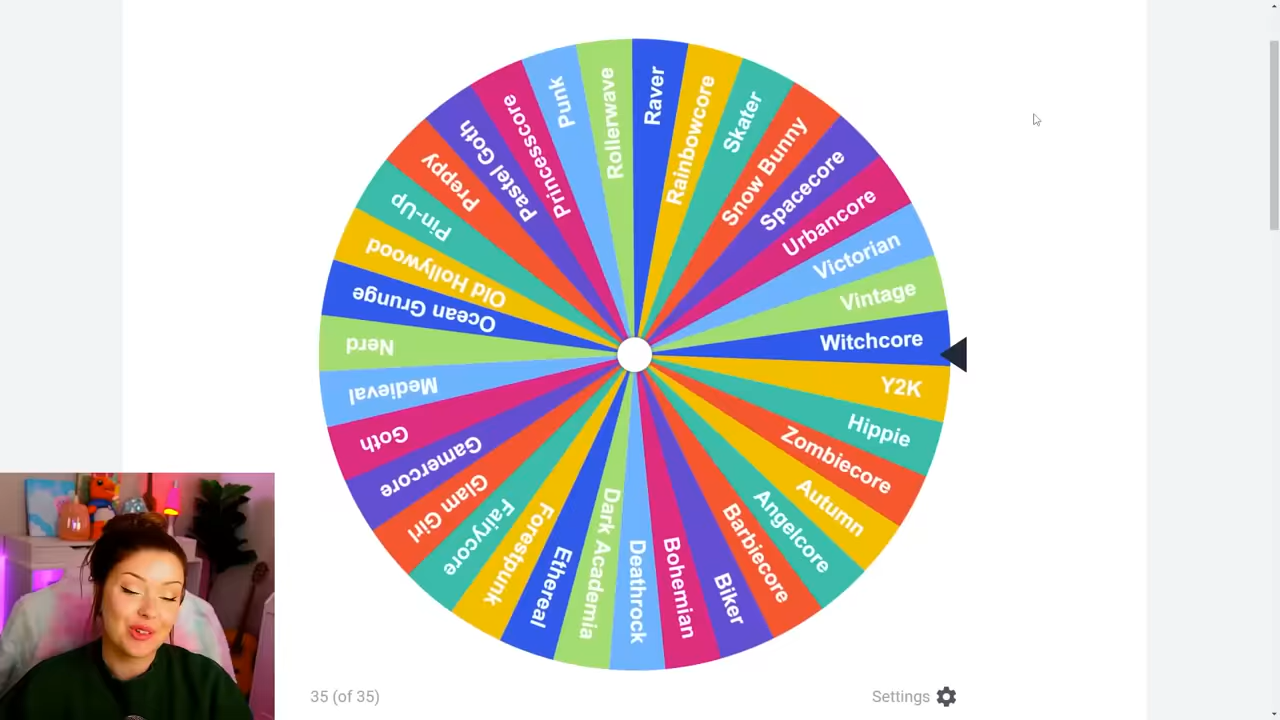 Raver
Rainbowcore
Skater
Snow Bunny
Spacecore
Urbancore
Victorian
Vintage
Witchcore
Y2K
Hippie
Zombiecore
Autumn
Angelcore
Barbiecore
Biker
Bohemian
Deathrock
Dark Academia
Ethereal
Forestpunk
Fairycore
Glam Girl
Gamercore
Goth
Medieval
Nerd
Ocean Grunge
Old Hollywood
Pin-Up
Preppy
Pastel Goth
Princesscore
Punk
Rollerwave
35 (of 35)
Settings